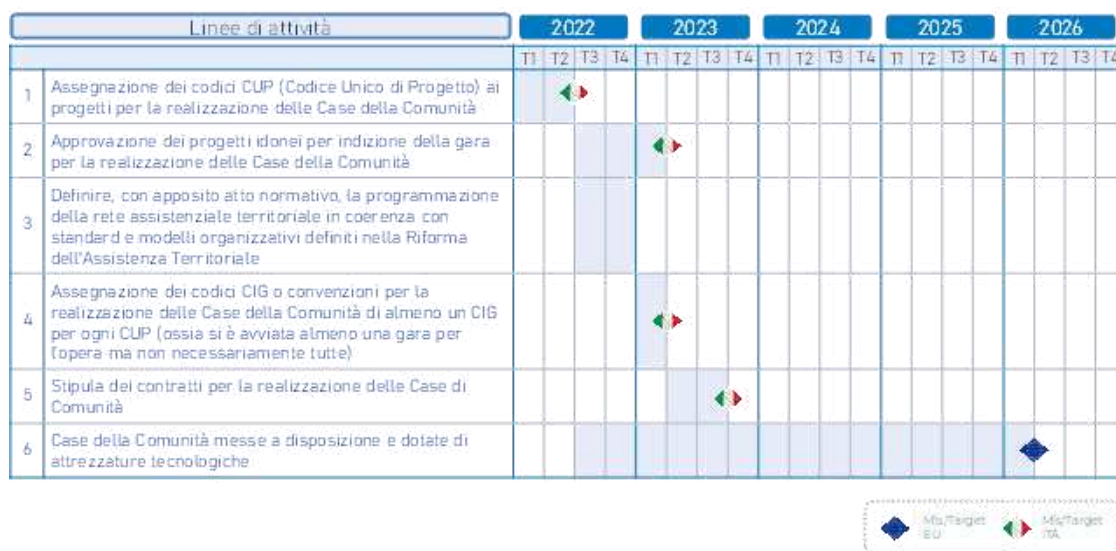 Linee di attività 2022 2023 2024 2025 2026
T1 T2 T3 T4 T1 T2 T3 T4 T1 T2 T3 T4 T1 T2 T3 T4 T1 T2 T3 T4
1 Assegnazione dei codici CUP (Codice Unico di Progetto) ai
progetti per la realizzazione delle Case della Comunità
2 Approvazione dei progetti idonei per indizione della gara
per la realizzazione delle Case della Comunità
3 Definire, con apposito atto normativo, la programmazione
della rete assistenziale territoriale in coerenza con
standard e modelli organizzativi definiti nella Riforma
dell'Assistenza Territoriale
4 Assegnazione dei codici CIG o convenzioni per la
realizzazione delle Case della Comunità di almeno un CIG
per ogni CUP (ossia si è avviata almeno una gara per
l'opera ma non necessariamente tutte)
5 Stipula dei contratti per la realizzazione delle Case di
Comunità
6 Case della Comunità messe a disposizione e dotate di
attrezzature tecnologiche
Mls/Target Mls/Target
EU ITA